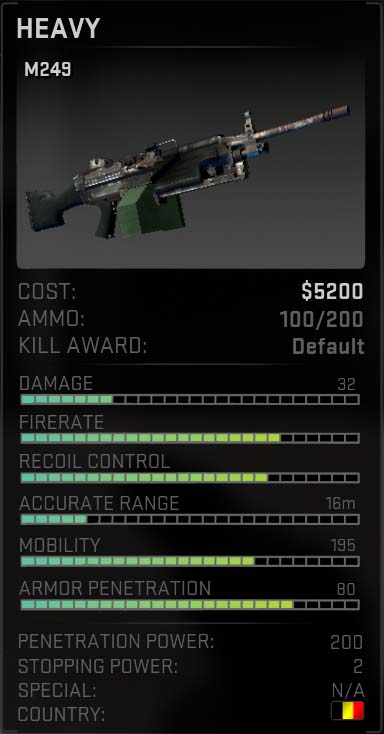 HEAVY
M249
COST: $5200
AMMO: 100/200
KILL AWARD: Default
DAMAGE 32
FIRERATE
RECOIL CONTROL
ACCURATE RANGE 16m
MOBILITY 195
ARMOR PENETRATION 80
PENETRATION POWER: 200
STOPPING POWER: 2
SPECIAL: N/A
COUNTRY: